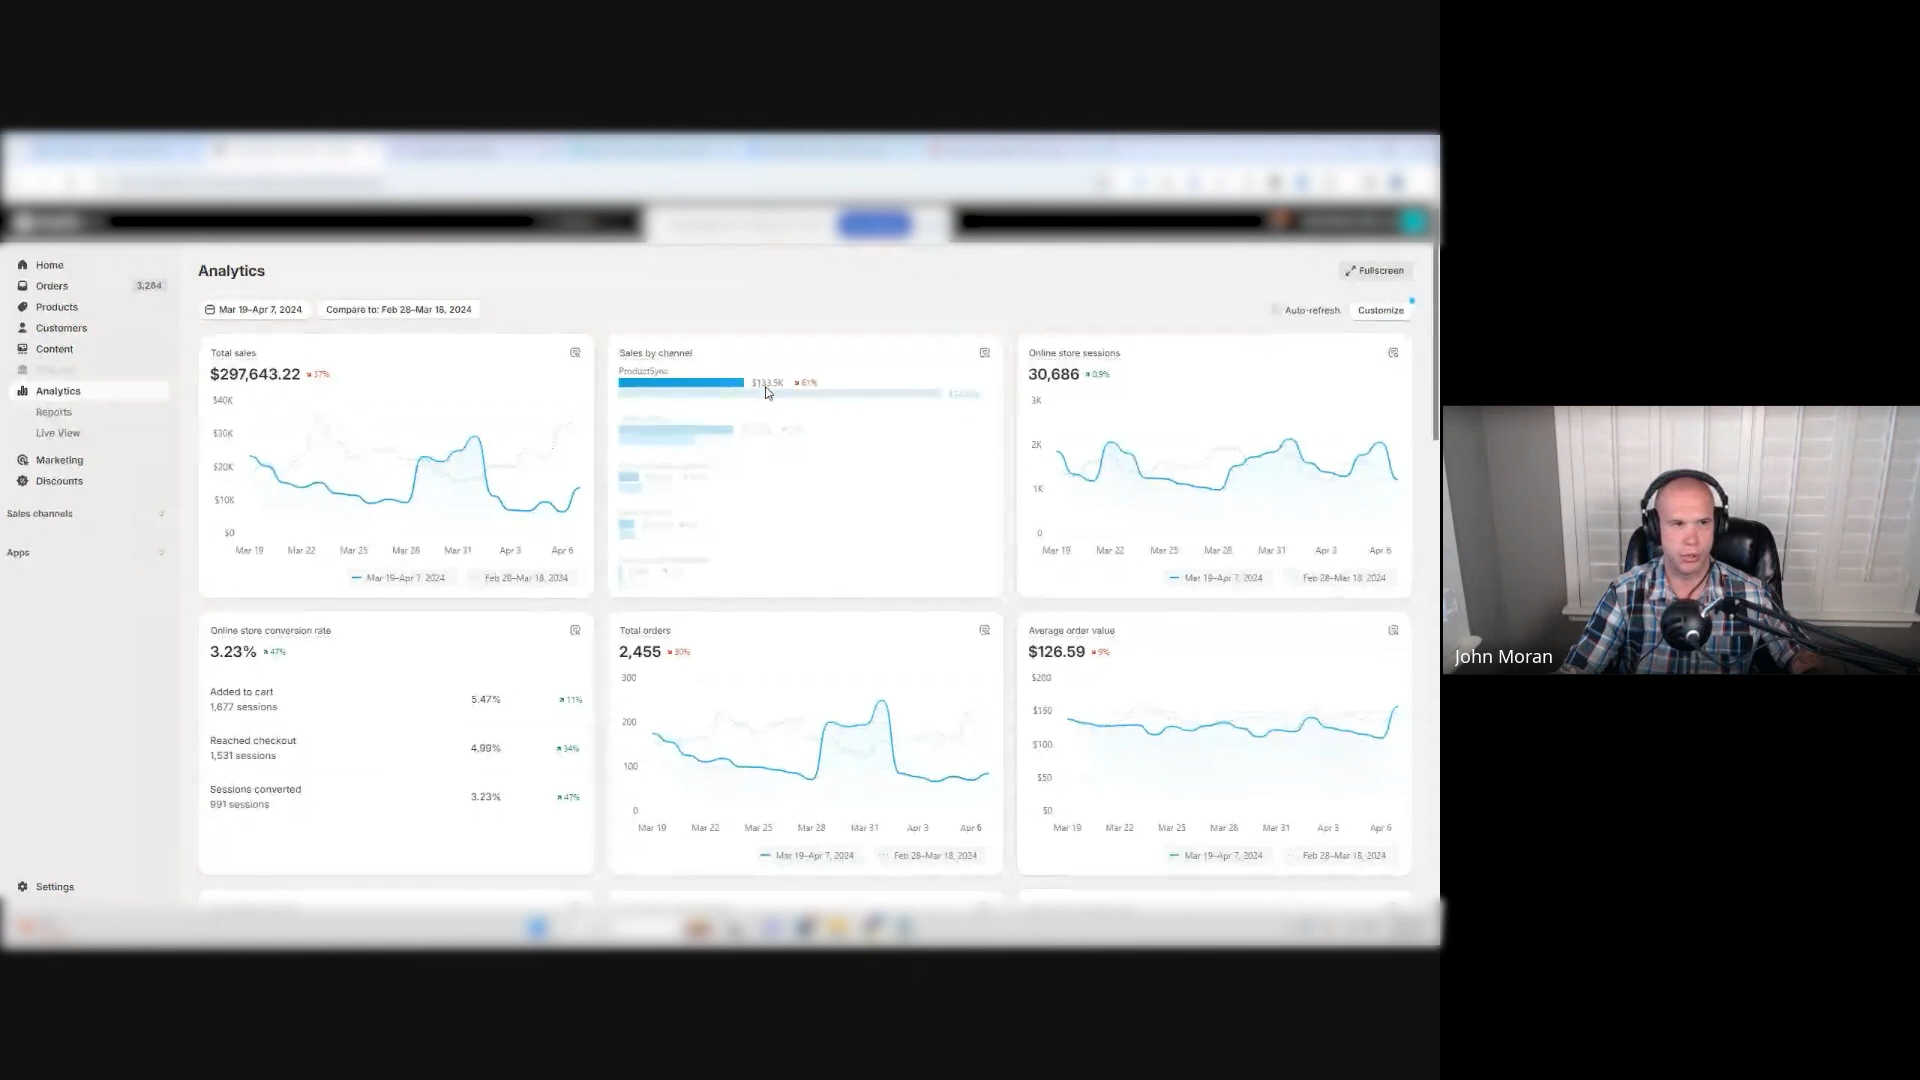 Home
Orders 3,284
Products
Customers
Content
Analytics
Reports
Live View
Marketing
Discounts
Sales channels
Apps
Settings
Analytics
Fullscreen
Mar 19–Apr 7, 2024
Compare to: Feb 28–Mar 18, 2024
Auto-refresh
Customize
Total sales
$297,643.22 37%
$40K
$30K
$20K
$10K
$0
Mar 19 Mar 22 Mar 25 Mar 28 Mar 31 Apr 3 Apr 6
Mar 19–Apr 7, 2024 Feb 28–Mar 18, 2024
Sales by channel
ProductSync
$133.5K 61%
Online store sessions
30,686 0.9%
3K
2K
1K
0
Mar 19 Mar 22 Mar 25 Mar 28 Mar 31 Apr 3 Apr 6
Mar 19–Apr 7, 2024 Feb 28–Mar 18, 2024
Online store conversion rate
3.23% 47%
Added to cart
1,677 sessions
5.47% 11%
Reached checkout
1,531 sessions
4.99% 34%
Sessions converted
991 sessions
3.23% 47%
Total orders
2,455 30%
300
200
100
0
Mar 19 Mar 22 Mar 25 Mar 28 Mar 31 Apr 3 Apr 6
Mar 19–Apr 7, 2024 Feb 28–Mar 18, 2024
Average order value
$126.59 9%
$200
$150
$100
$50
$0
Mar 19 Mar 22 Mar 25 Mar 28 Mar 31 Apr 3 Apr 6
Mar 19–Apr 7, 2024 Feb 28–Mar 18, 2024
John Moran